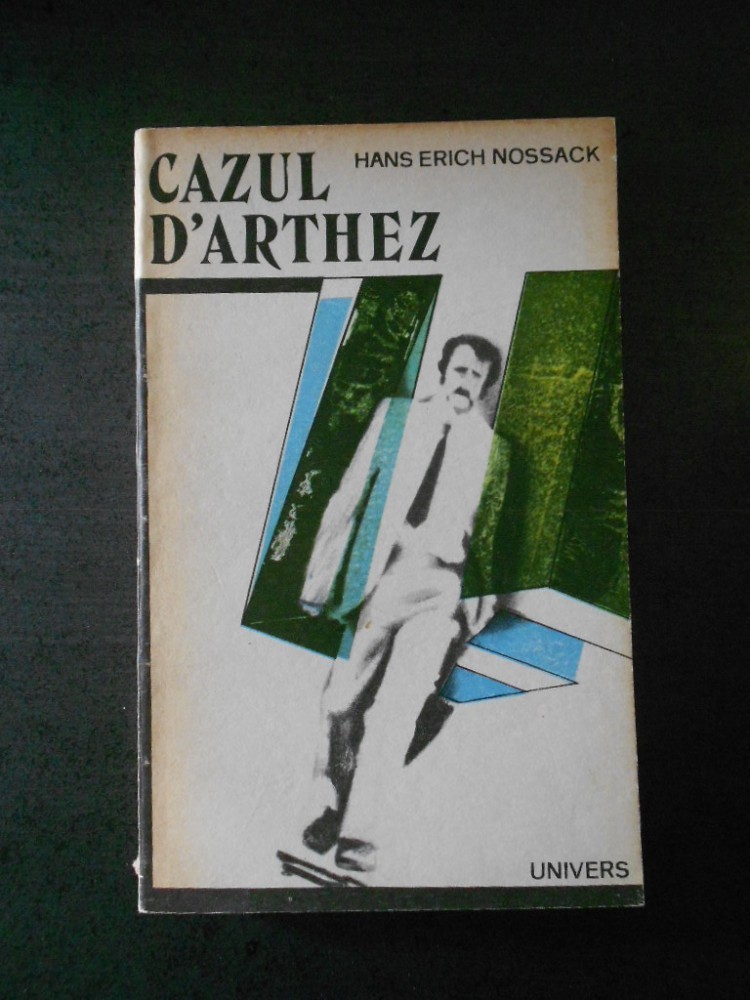 HANS ERICH NOSSACK
CAZUL
D'ARTHEZ
UNIVERS